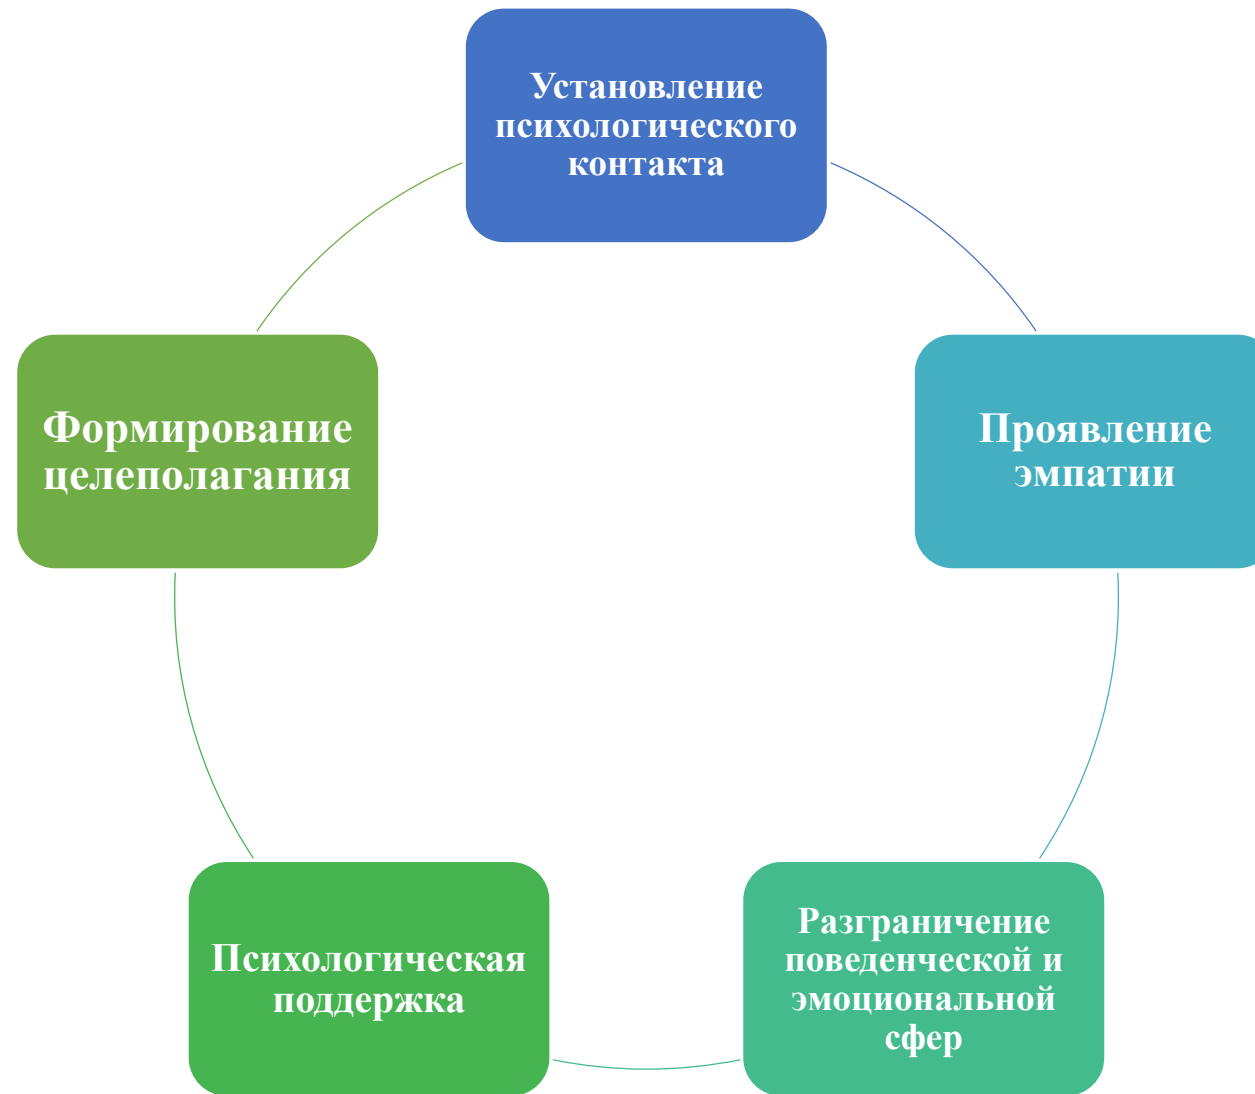 Установление
психологического
контакта
Проявление
эмпатии
Разграничение
поведенческой и
эмоциональной
сфер
Психологическая
поддержка
Формирование
целеполагания